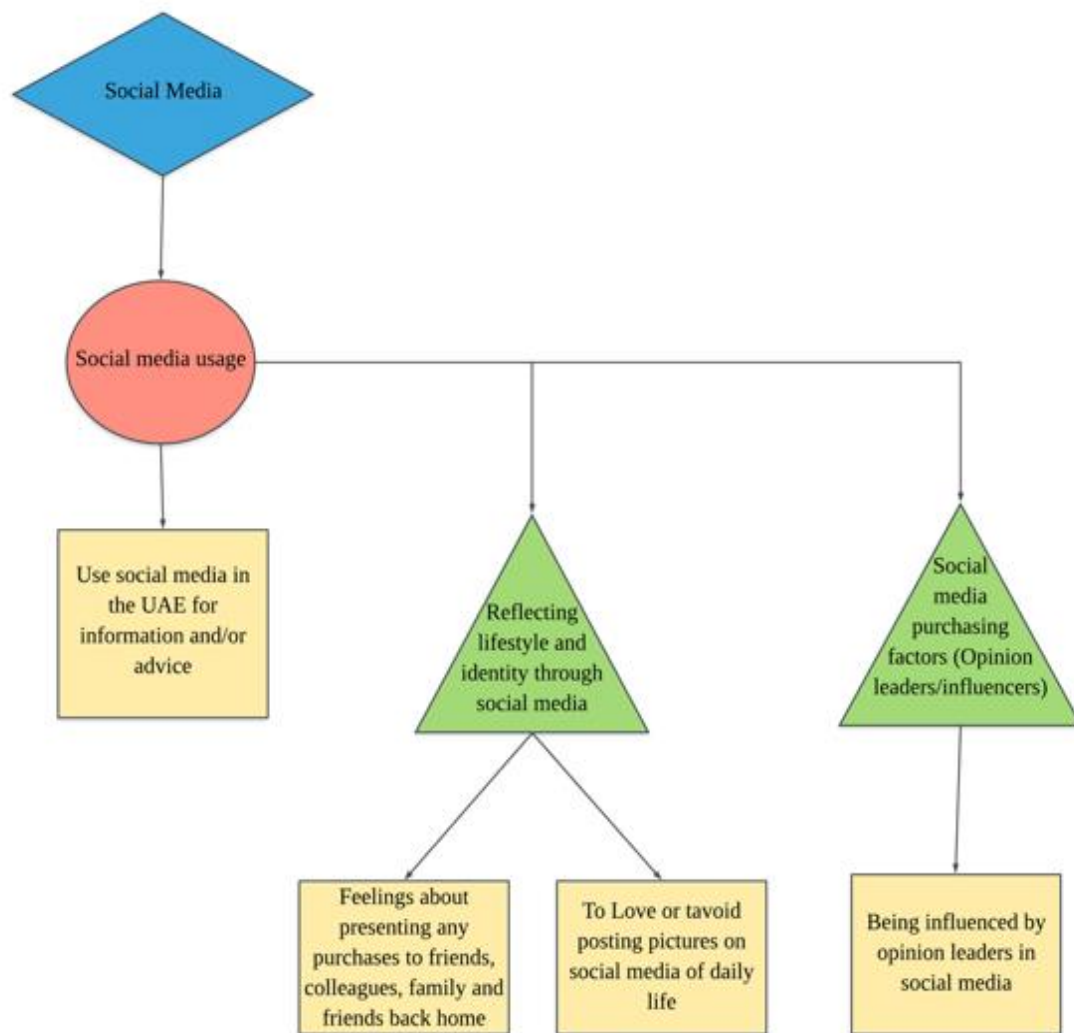 Social Media
Social media usage
Use social media in
the UAE for
information and/or
advice
Reflecting
lifestyle and
identity through
social media
Social
media
purchasing
factors (Opinion
leaders/influencers)
Feelings about
presenting any
purchases to friends,
colleagues, family and
friends back home
To Love or tavoid
posting pictures on
social media of daily
life
Being influenced by
opinion leaders in
social media